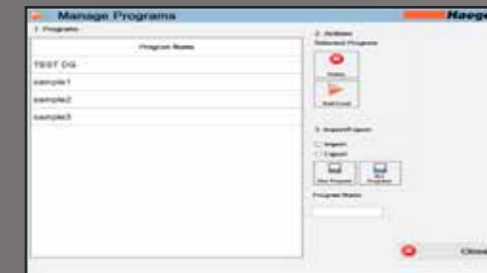 Manage Programs
Haege
1. Programs
Program Name
TEST DG
sample1
sample2
sample3
2. Actions
Selected Program
Delete
3. Import/Export
Import
Export
Program Name
Close